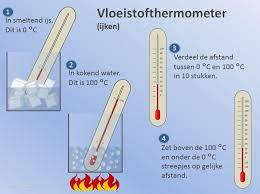 Vloeistofthermometer
(ijken)
1
In smeltend ijs.
Dit is 0 °C
2
In kokend water.
Dit is 100 °C
3
Verdeel de afstand
tussen 0 °C en 100 °C
in 10 stukken.
4
Zet boven de 100 °C
en onder de 0 °C
streepjes op gelijke
afstand.